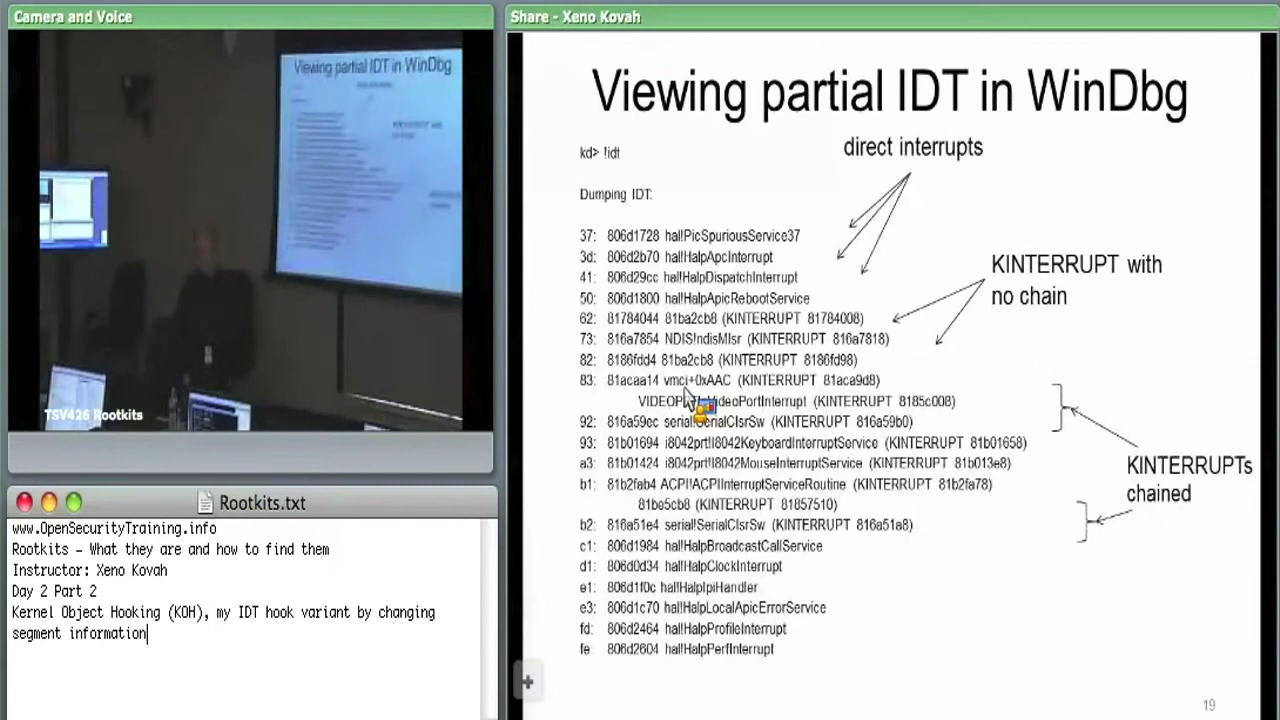 Camera and Voice
Viewing partial IDT in WinDbg
TSV426 Rootkits
Rootkits.txt
www.OpenSecurityTraining.info
Rootkits – What they are and how to find them
Instructor: Xeno Kovah
Day 2 Part 2
Kernel Object Hooking (KOH), my IDT hook variant by changing
segment information
Share - Xeno Kovah
Viewing partial IDT in WinDbg
direct interrupts
kd> !idt
Dumping IDT:
37: 806d1728 hal!PicSpuriousService37
3d: 806d2b70 hal!HalpApcInterrupt
41: 806d29cc hal!HalpDispatchInterrupt
50: 806d1800 hal!HalpApicRebootService
62: 81784044 81ba2cb8 (KINTERRUPT 81784008)
73: 816a7854 NDIS!ndisMIsr (KINTERRUPT 816a7818)
82: 8186fdd4 81ba2cb8 (KINTERRUPT 8186fd98)
83: 81acaa14 vmci+0xAAC (KINTERRUPT 81aca9d8)
(KINTERRUPT 8185c008)
92: 816a59ec serial!SerialCIsrSw (KINTERRUPT 816a59b0)
93: 81b01694 i8042prt!I8042KeyboardInterruptService (KINTERRUPT 81b01658)
a3: 81b01424 i8042prt!I8042MouseInterruptService (KINTERRUPT 81b013e8)
b1: 81b2fab4 ACPI!ACPIInterruptServiceRoutine (KINTERRUPT 81b2fa78)
81be5cb8 (KINTERRUPT 81857510)
b2: 816a51e4 serial!SerialCIsrSw (KINTERRUPT 816a51a8)
c1: 806d1984 hal!HalpBroadcastCallService
d1: 806d0d34 hal!HalpClockInterrupt
e1: 806d1f0c hal!HalpIpiHandler
e3: 806d1c70 hal!HalpLocalApicErrorService
fd: 806d2464 hal!HalpProfileInterrupt
fe: 806d2604 hal!HalpPerfInterrupt
KINTERRUPT with
no chain
KINTERRUPTs
chained
19